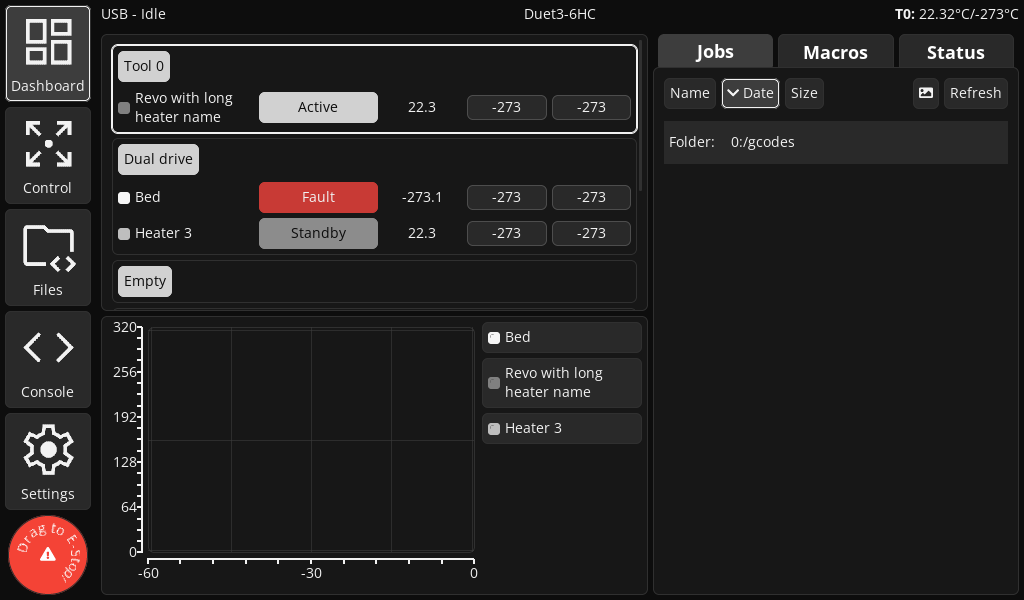 USB - Idle
Duet3-6HC
T0: 22.32°C/-273°C
Dashboard
Control
Files
Console
Settings
Drag to E-Stop!
Tool 0
Revo with long
heater name
Active
22.3
-273
-273
Dual drive
Bed
Fault
-273.1
-273
-273
Heater 3
Standby
22.3
-273
-273
Empty
320
256
192
128
64
0
-60
-30
0
Bed
Revo with long
heater name
Heater 3
Jobs
Macros
Status
Name
Date
Size
Refresh
Folder: 0:/gcodes